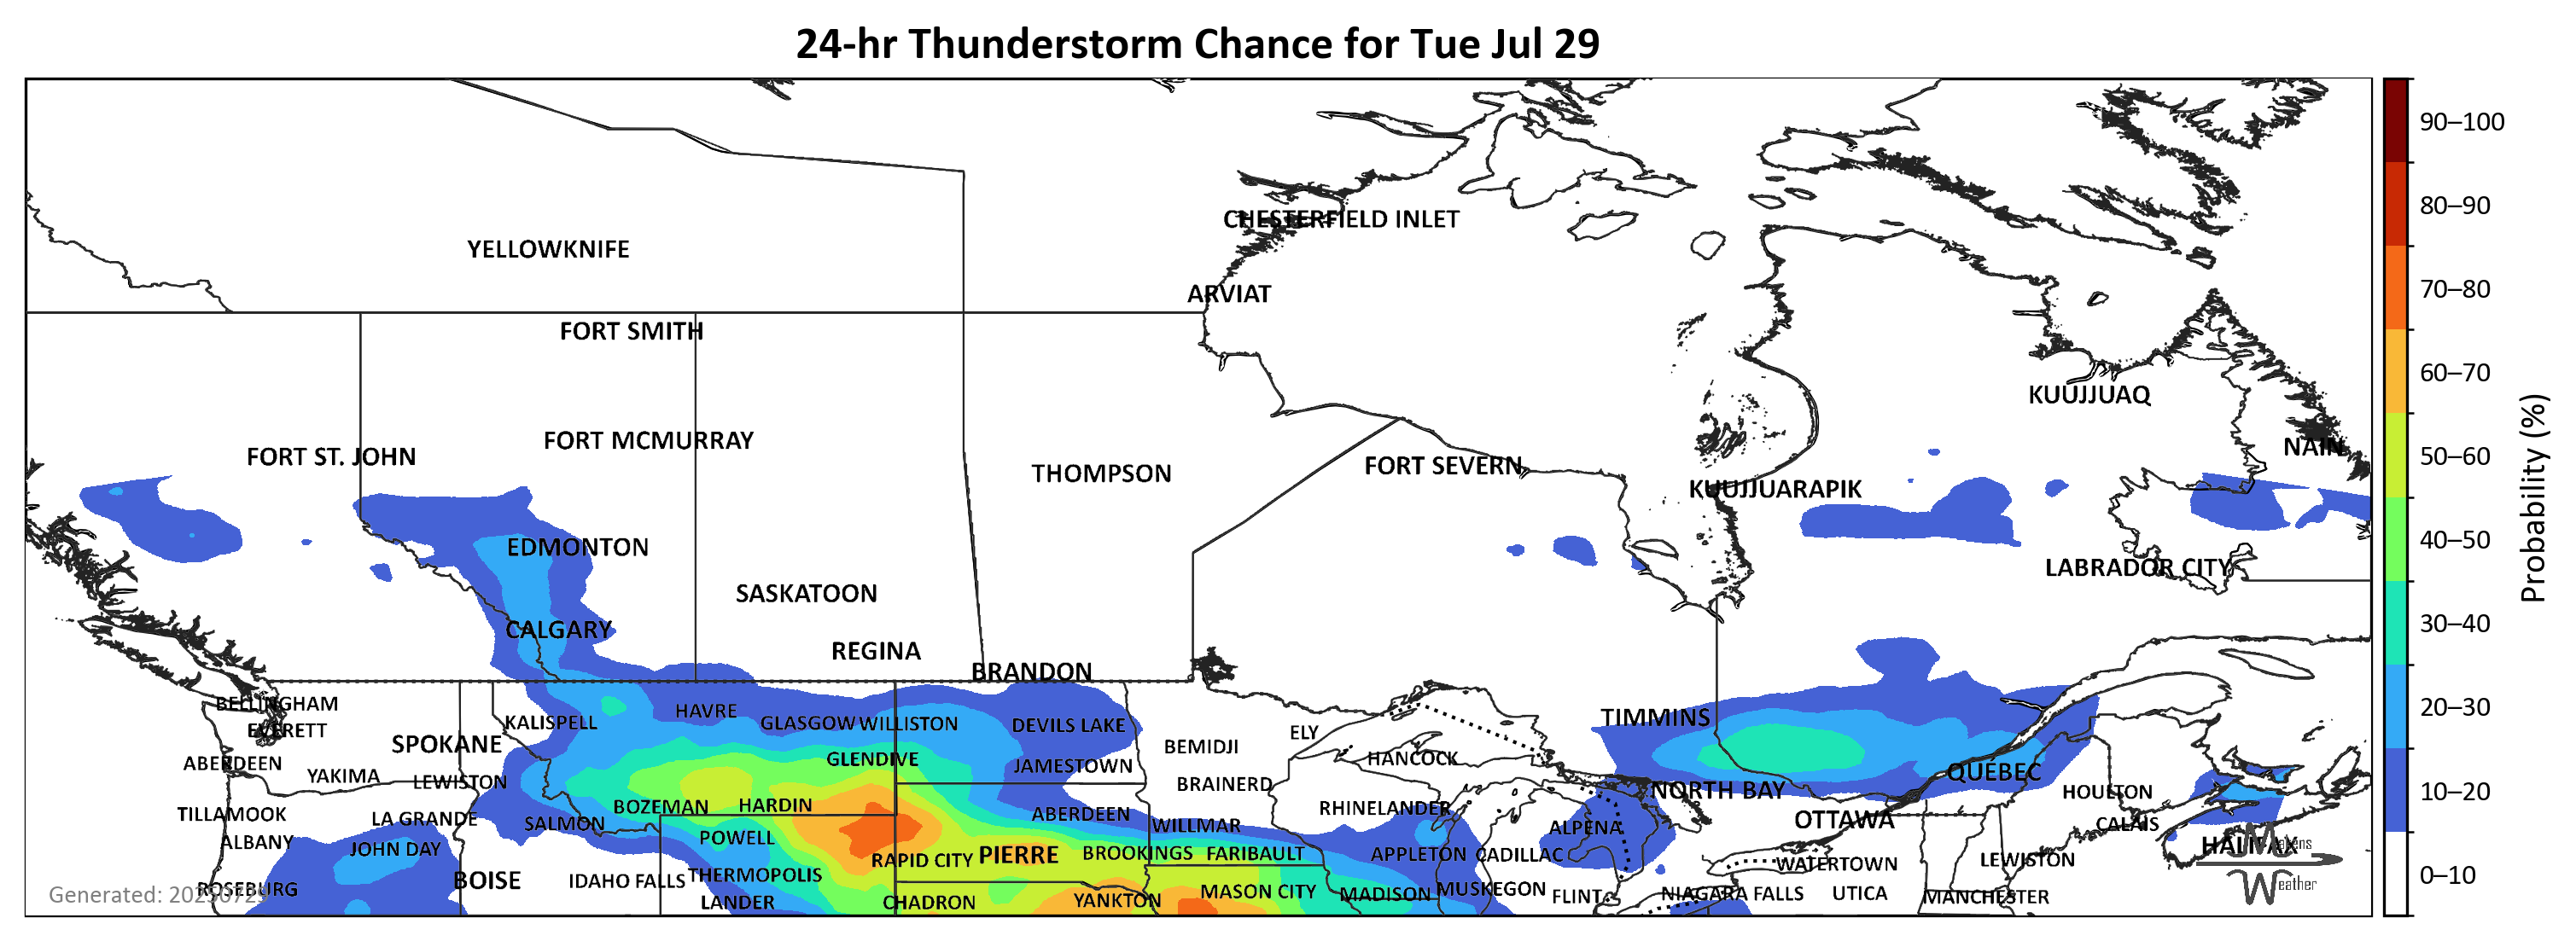 24-hr Thunderstorm Chance for Tue Jul 29
90–100
80–90
CHESTERFIELD INLET
YELLOWKNIFE
70–80
ARVIAT
FORT SMITH
60–70
KUUJJUAQ
FORT MCMURRAY
NAIN
50–60
FORT ST. JOHN
FORT SEVERN
THOMPSON
KUUJJUARAPIK
Probability (%)
40–50
EDMONTON
LABRADOR CITY
SASKATOON
30–40
CALGARY
REGINA
BRANDON
20–30
BELLINGHAM
HAVRE
TIMMINS
KALISPELL
GLASGOW
WILLISTON
DEVILS LAKE
EVERETT
ELY
SPOKANE
BEMIDJI
GLENDIVE
HANCOCK
ABERDEEN
JAMESTOWN
QUÉBEC
YAKIMA
LEWISTON
BRAINERD
NORTH BAY
HOULTON
10–20
BOZEMAN
HARDIN
RHINELANDER
TILLAMOOK
LA GRANDE
SALMON
ABERDEEN
WILLMAR
ALPENA
OTTAWA
CALAIS
ALBANY
POWELL
JOHN DAY
RAPID CITY
PIERRE
BROOKINGS
FARIBAULT
APPLETON
CADILLAC
HALIFAX
WATERTOWN
LEWISTON
BOISE
IDAHO FALLS
THERMOPOLIS
0–10
ROSEBURG
MASON CITY
MADISON
MUSKEGON
FLINT
NIAGARA FALLS
UTICA
MANCHESTER
LANDER
CHADRON
YANKTON
Weather